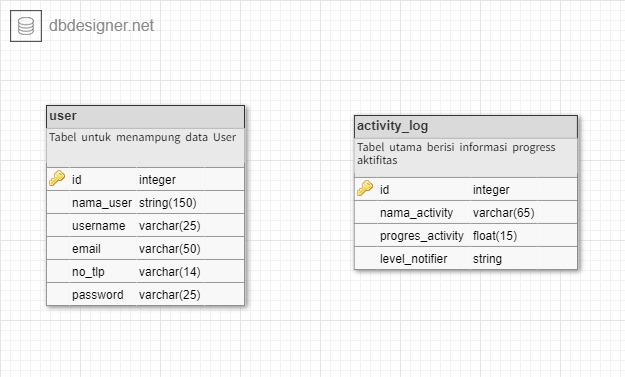 dbdesigner.net
user
Tabel untuk menampung data User
id integer
nama_user string(150)
username varchar(25)
email varchar(50)
no_tlp varchar(14)
password varchar(25)
activity_log
Tabel utama berisi informasi progress
aktifitas
id integer
nama_activity varchar(65)
progres_activity float(15)
level_notifier string